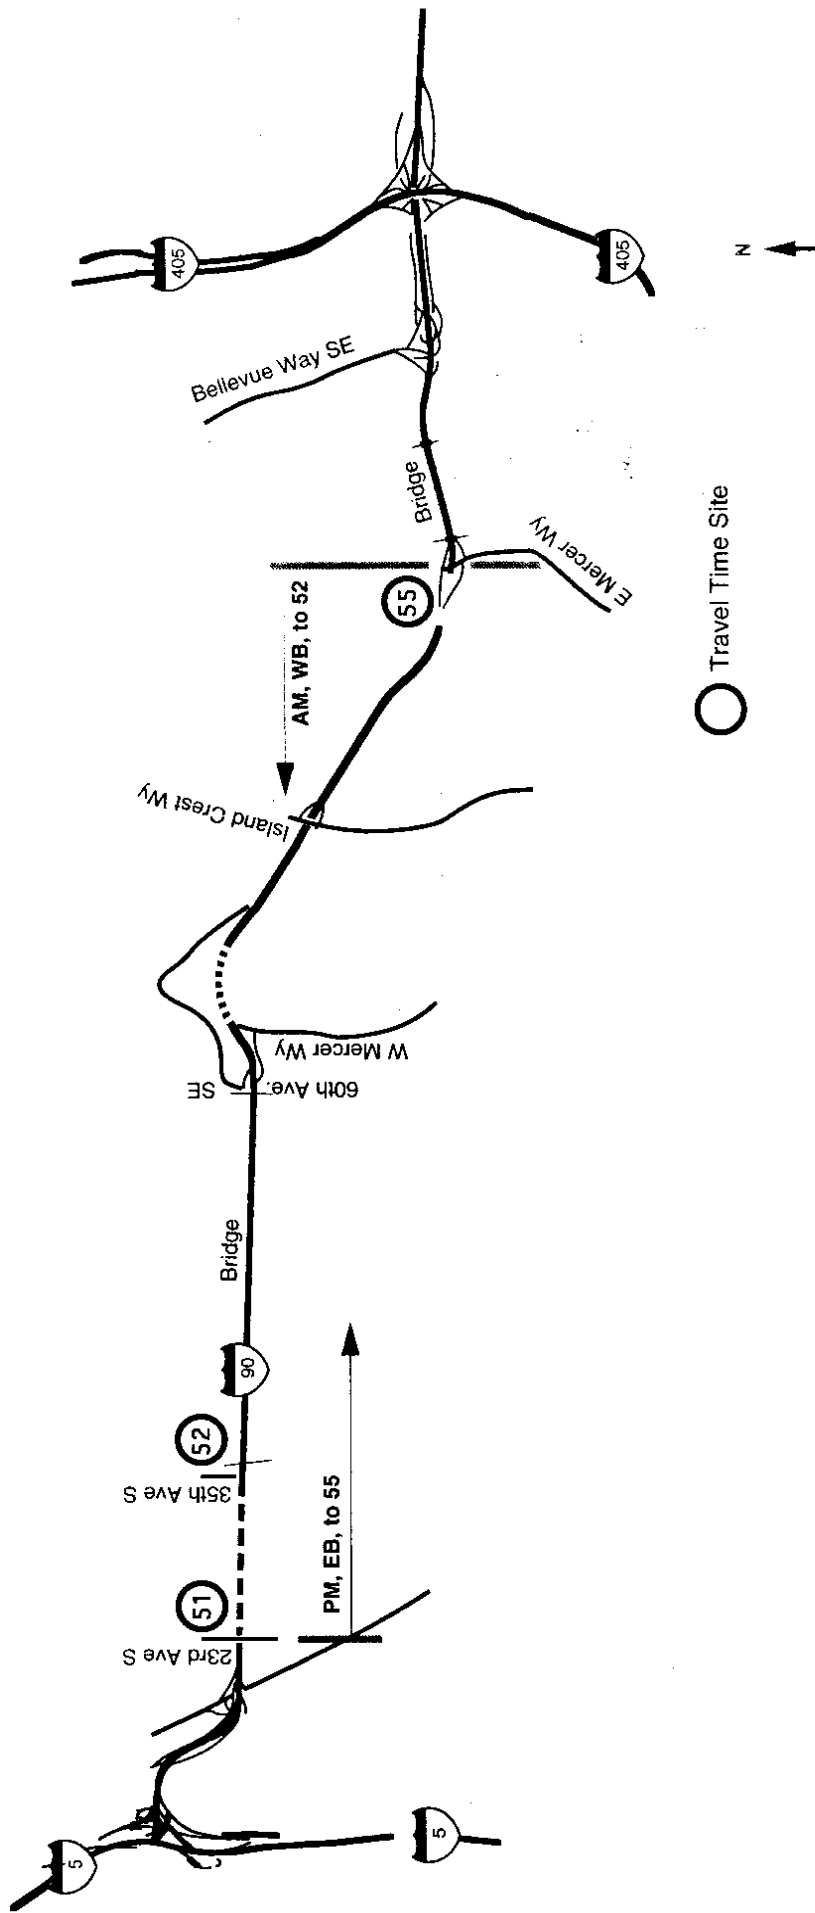 405
Bellevue Way SE
405
N
Bridge
E Mercer Wy
55
AM, WB, to 52
Travel Time Site
Island Crest Wy
W Mercer Wy
SE
60th Ave.
Bridge
90
52
35th Ave S
PM, EB, to 55
51
23rd Ave S
5
5